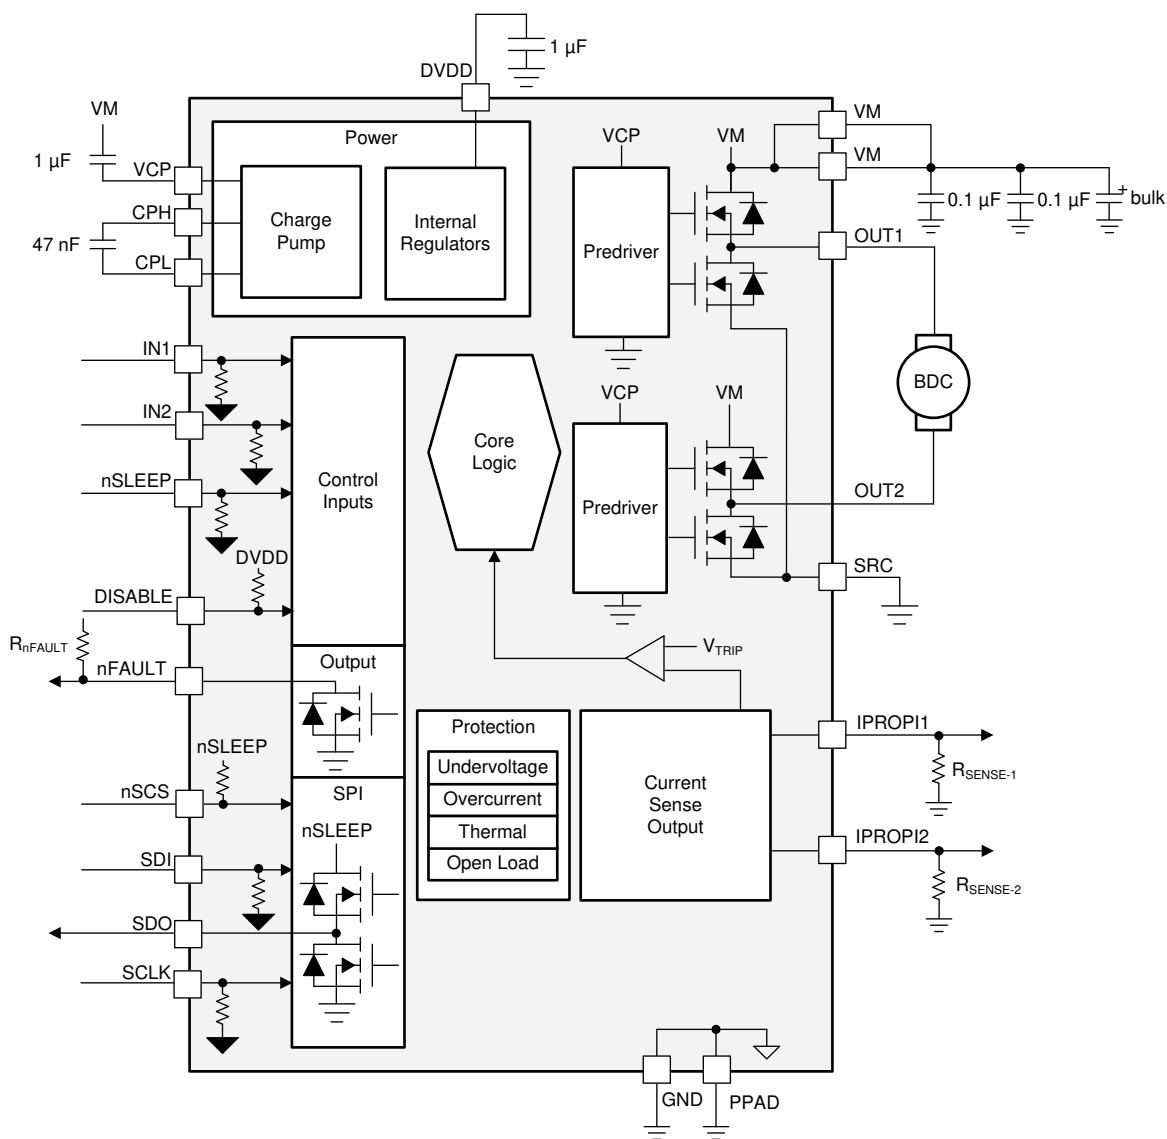 1 µF
DVDD
VM
1 µF
VCP
CPH
47 nF
CPL
Power
Charge
Pump
Internal
Regulators
VCP
VM
Predriver
VM
VM
0.1 µF
0.1 µF
+
bulk
OUT1
BDC
IN1
IN2
nSLEEP
DVDD
DISABLE
RnFAULT
nFAULT
Control
Inputs
Core
Logic
VCP
VM
Predriver
OUT2
SRC
VTRIP
Output
nSLEEP
nSCS
SDI
SDO
SCLK
SPI
nSLEEP
Protection
Undervoltage
Overcurrent
Thermal
Open Load
Current
Sense
Output
IPROPI1
RSENSE-1
IPROPI2
RSENSE-2
GND
PPAD